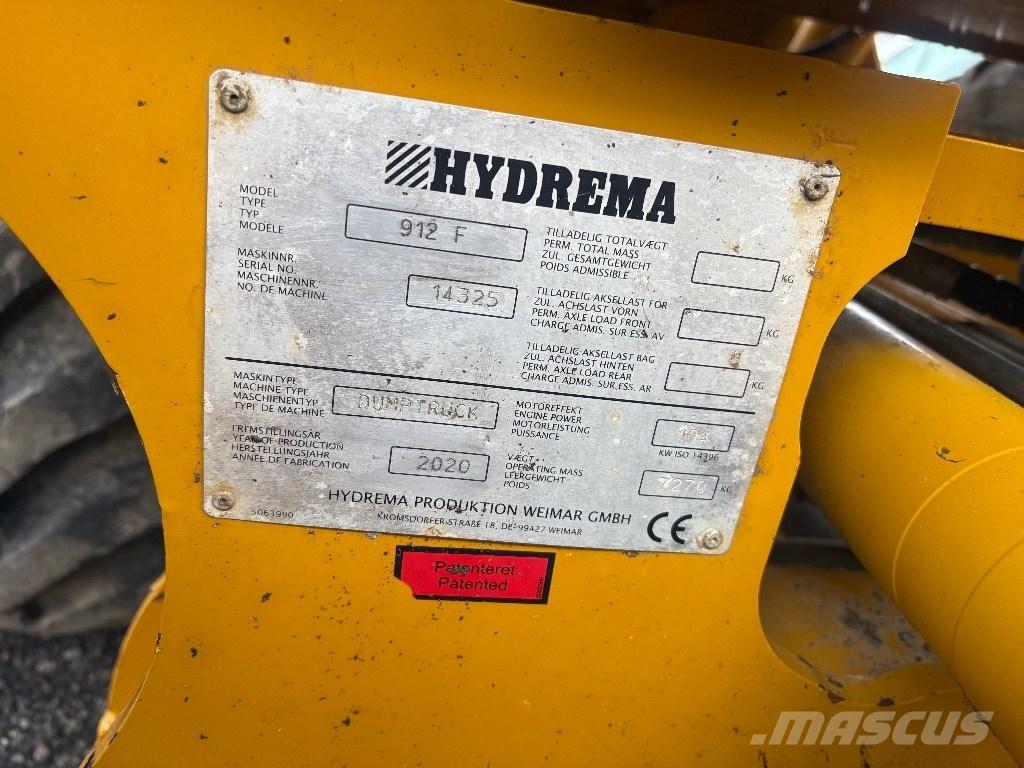 HYDREMA
MODEL
TYPE
TYP
MODÈLE
912 F
MASKINNR.
SERIAL NO.
MASCHINENNR.
NO. DE MACHINE
14325
TILLADELIG TOTALVÆGT
PERM. TOTAL MASS
ZUL. GESAMTGEWICHT
POIDS ADMISSIBLE
KG
TILLADELIG AKSELLAST FOR
ZUL. ACHSLAST VORN
PERM. AXLE LOAD FRONT
CHARGE ADMIS. SUR ESS. AV
KG
TILLADELIG AKSELLAST BAG
ZUL. ACHSLAST HINTEN
PERM. AXLE LOAD REAR
CHARGE ADMIS. SUR.ESS. AR
KG
MASKINTYPE
MACHINE TYPE
MASCHIENENTYP
TYPE DE MACHINE
DUMPTRUCK
FREMSTILLINGSÅR
YEAR OF PRODUCTION
HERSTELLUNGSJAHR
ANNÉE DE FABRICATION
2020
MOTOREFFEKT
ENGINE POWER
MOTORLEISTUNG
PUISSANCE
KW ISO 14396
VÆGT
OPERATING MASS
LEERGEWICHT
POIDS
7270 KG
HYDREMA PRODUKTION WEIMAR GMBH
KROMSDORFER STRAßE 18, DE-99427 WEIMAR
5063990
CE
Patenteret
Patented
MASCUS